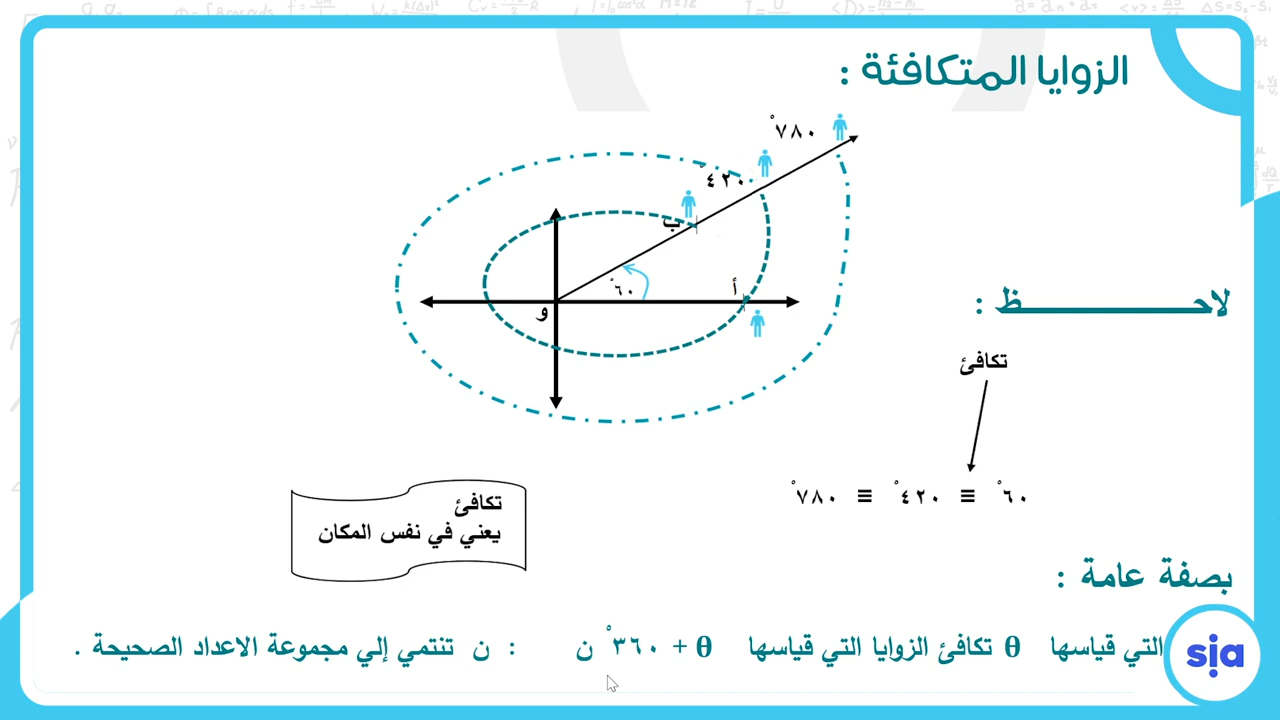 الزوايا المتكافئة :
°٧٨٠
°٤٢٠
ب
°٦٠
أ
و
لاحـــــــــــظ :
تكافئ
°٦٠ ≡ °٤٢٠ ≡ °٧٨٠
تكافئ
يعني في نفس المكان
بصفة عامة :
التي قياسها θ تكافئ الزوايا التي قياسها θ + °٣٦٠ ن : ن تنتمي إلي مجموعة الاعداد الصحيحة .
sia